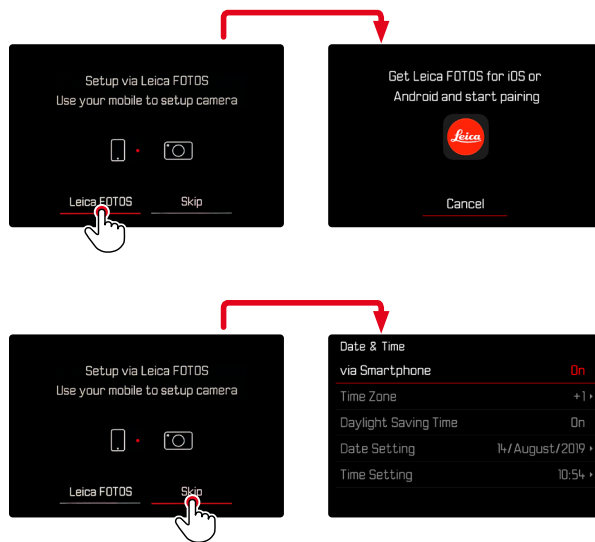 Setup via Leica FOTOS
Use your mobile to setup camera
Leica FOTOS Skip
Get Leica FOTOS for iOS or
Android and start pairing
Leica
Cancel
Setup via Leica FOTOS
Use your mobile to setup camera
Leica FOTOS Skip
Date & Time
via Smartphone On
Time Zone +1
Daylight Saving Time On
Date Setting 14/August/2019
Time Setting 10:54